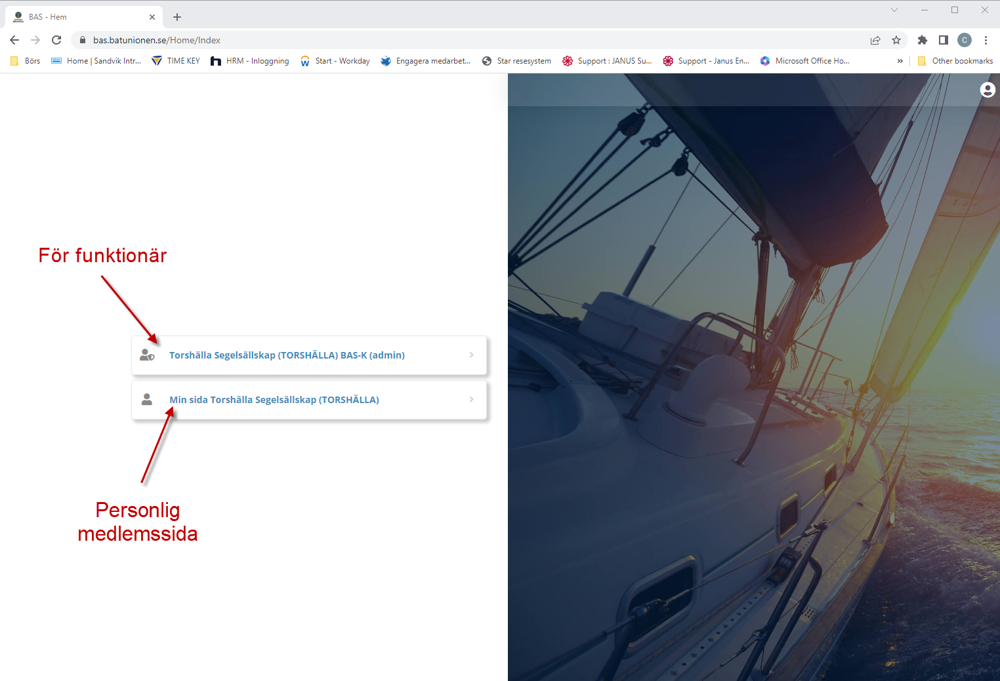 BAS - Hem
bas.batunionen.se/Home/Index
C
Börs
Home | Sandvik Intr...
TIME KEY
HRM - Inloggning
Start - Workday
Engagera medarbet...
Star resesystem
Support : JANUS Su...
Support - Janus En...
Microsoft Office Ho...
Other bookmarks
För funktionär
Torshälla Segelsällskap (TORSHÄLLA) BAS-K (admin)
Min sida Torshälla Segelsällskap (TORSHÄLLA)
Personlig
medlemssida